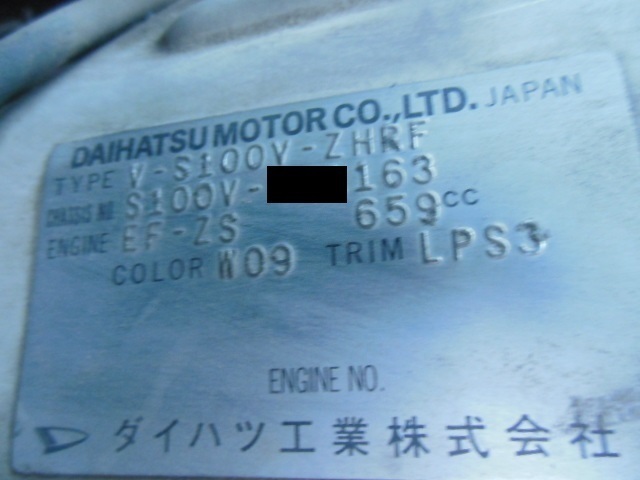 DAIHATSU MOTOR CO.,LTD. JAPAN
TYPE V-S100V-ZHRF
CHASSIS NO. S100V- 163
ENGINE EF-ZS 659cc
COLOR W09 TRIM LPS3
ENGINE NO.
ダイハツ工業株式会社